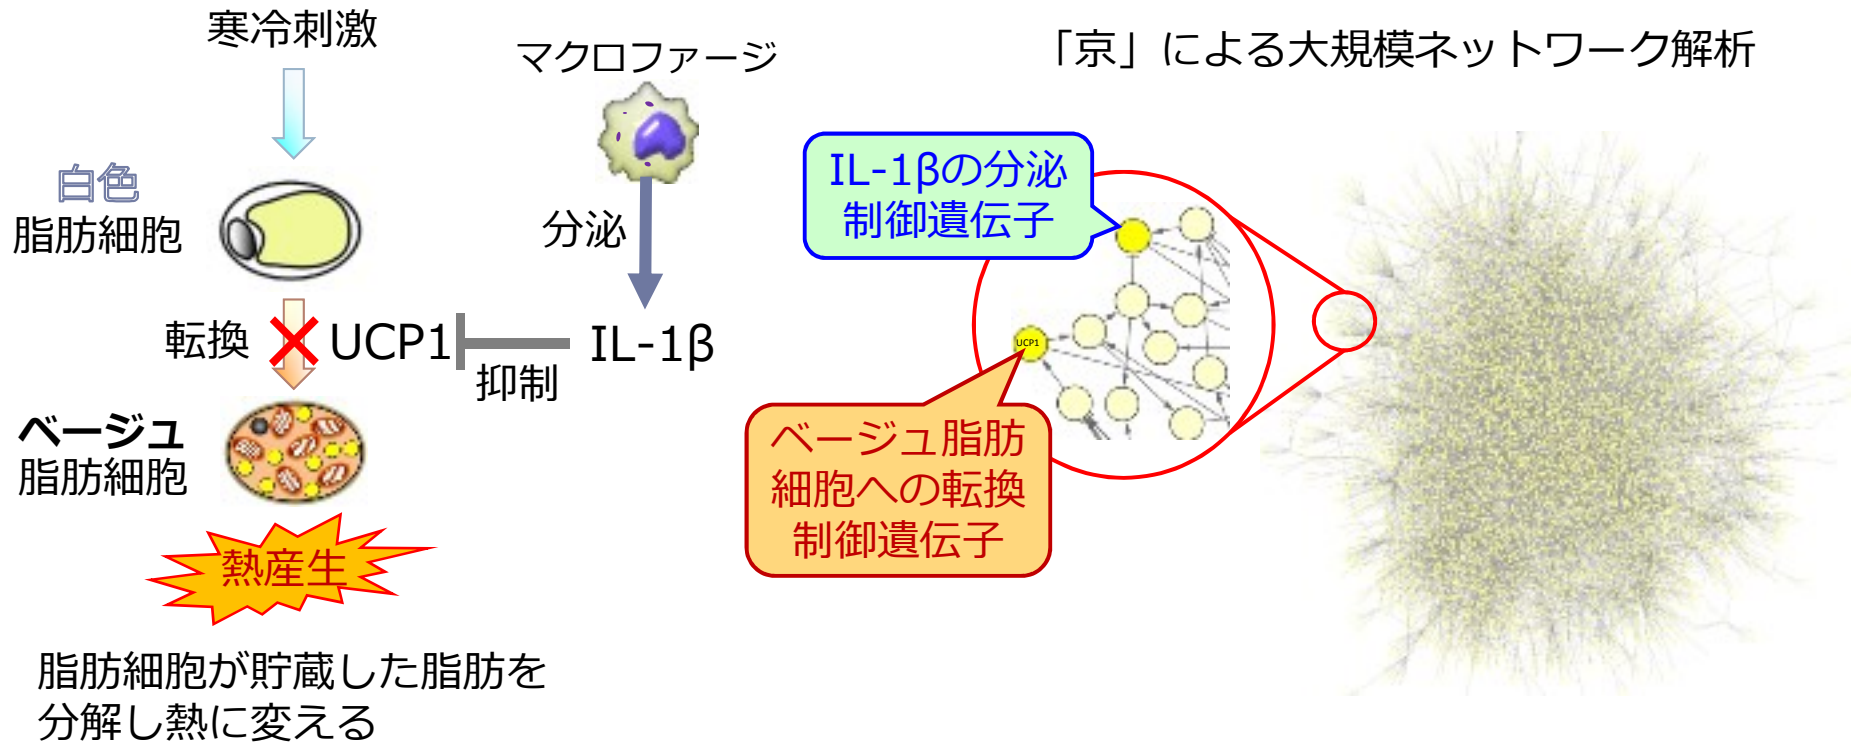 寒冷刺激
マクロファージ
白色
脂肪細胞
分泌
転換
UCP1
IL-1β
抑制
ベージュ
脂肪細胞
熱産生
脂肪細胞が貯蔵した脂肪を
分解し熱に変える
「京」による大規模ネットワーク解析
IL-1βの分泌
制御遺伝子
UCP1
ベージュ脂肪
細胞への転換
制御遺伝子